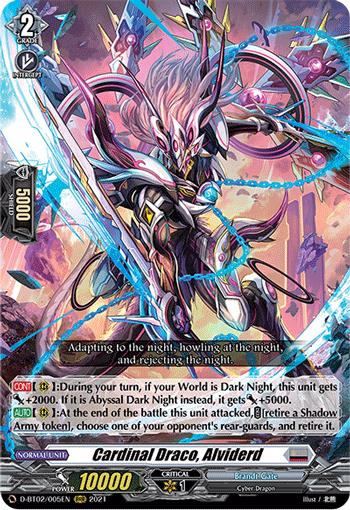 2
GRADE
INTERCEPT
5000
SHIELD
Adapting to the night, howling at the night,
and rejecting the night.
CONT [ ]:During your turn, if your World is Dark Night, this unit gets
+2000. If it is Abyssal Dark Night instead, it gets +5000.
AUTO [ ]:At the end of the battle this unit attacked, [retire a Shadow
Army token], choose one of your opponent's rear-guards, and retire it.
NORMAL UNIT
Cardinal Draco, Alviderd
POWER 10000 CRITICAL 1
Brandt Gate
Cyber Dragon
D-BT02/005EN RRR 2021
Illust / 北熊